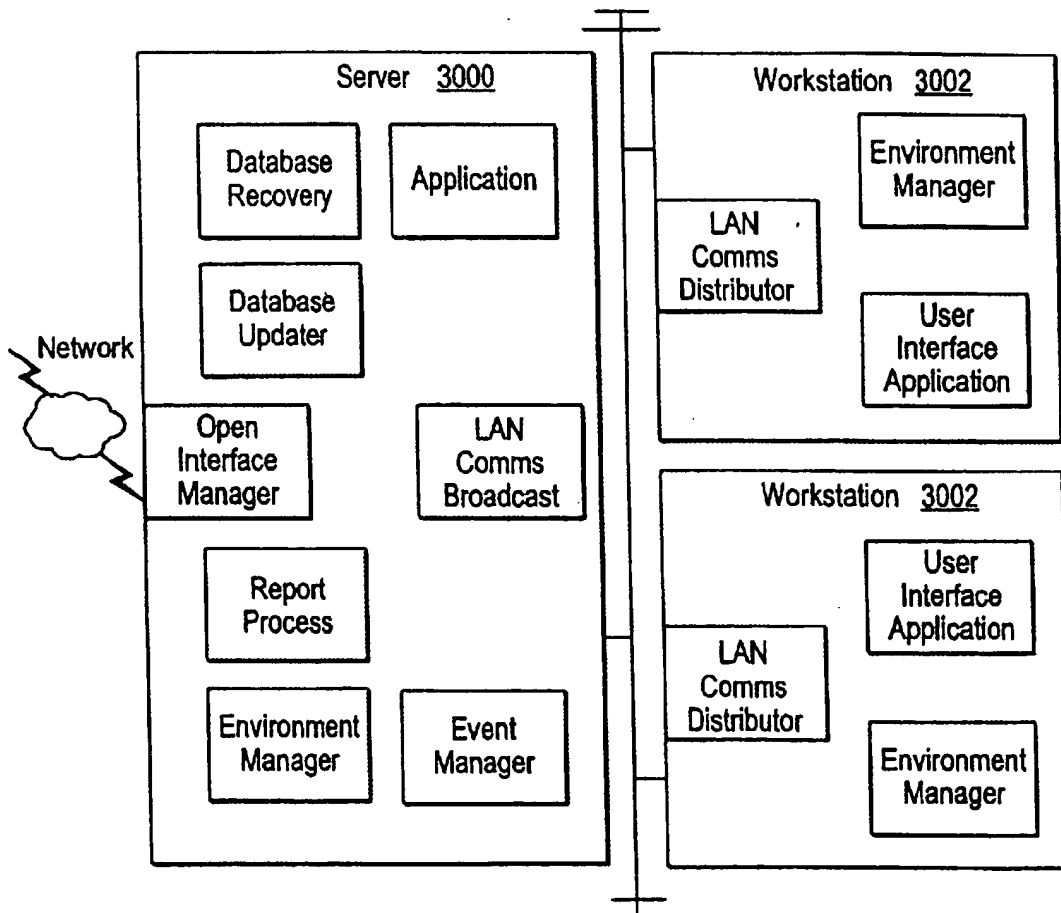 Server 3000
Database
Recovery
Application
Database
Updater
Network
Open
Interface
Manager
LAN
Comms
Broadcast
Report
Process
Environment
Manager
Event
Manager
Workstation 3002
Environment
Manager
LAN
Comms
Distributor
User
Interface
Application
Workstation 3002
User
Interface
Application
LAN
Comms
Distributor
Environment
Manager